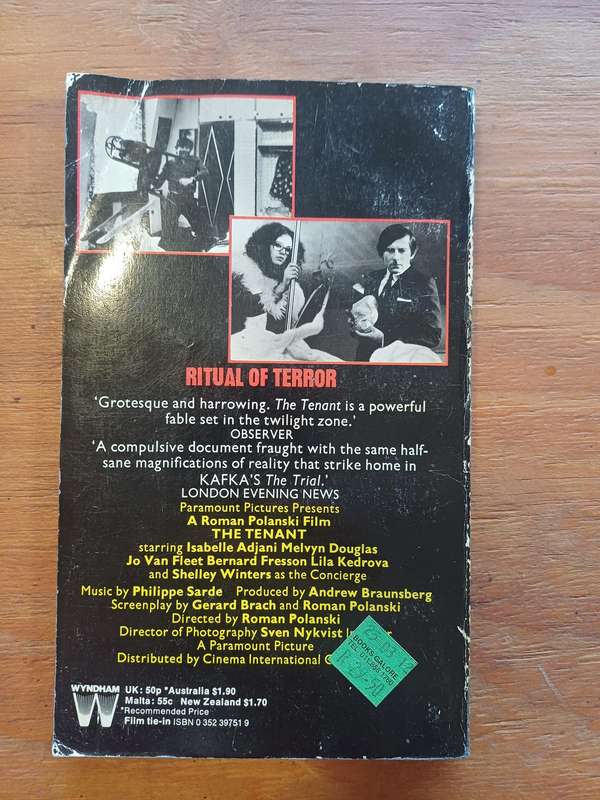 RITUAL OF TERROR
'Grotesque and harrowing. The Tenant is a powerful
fable set in the twilight zone.'
OBSERVER
'A compulsive document fraught with the same half-
sane magnifications of reality that strike home in
KAFKA'S The Trial.'
LONDON EVENING NEWS
Paramount Pictures Presents
A Roman Polanski Film
THE TENANT
starring Isabelle Adjani Melvyn Douglas
Jo Van Fleet Bernard Fresson Lila Kedrova
and Shelley Winters as the Concierge
Music by Philippe Sarde Produced by Andrew Braunsberg
Screenplay by Gerard Brach and Roman Polanski
Directed by Roman Polanski
Director of Photography Sven Nykvist
A Paramount Picture
Distributed by Cinema International
BOOKS GALORE
WYNDHAM
W
UK: 50p *Australia $1.90
Malta: 55c New Zealand $1.70
*Recommended Price
Film tie-in ISBN 0 352 39751 9